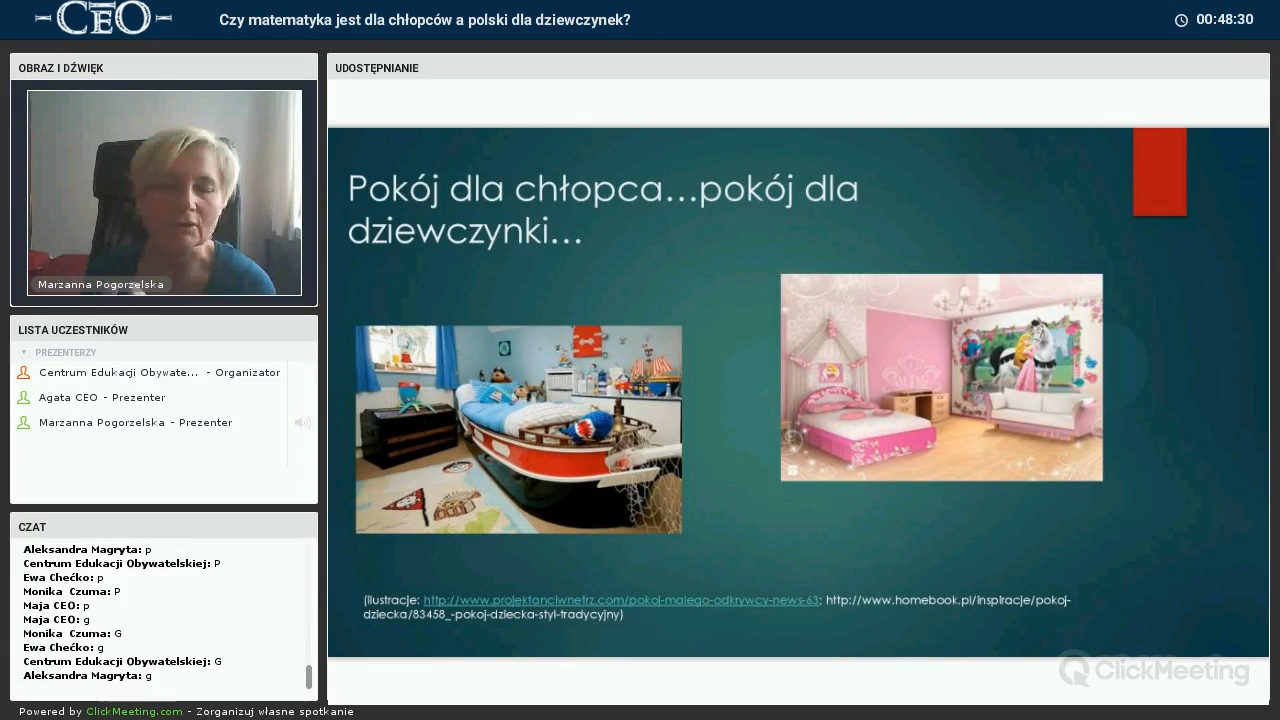 CEO
Czy matematyka jest dla chłopców a polski dla dziewczynek?
00:48:30
OBRAZ I DŹWIĘK
Marzanna Pogorzelska
LISTA UCZESTNIKÓW
PREZENTERZY
Centrum Edukacji Obywate... - Organizator
Agata CEO - Prezenter
Marzanna Pogorzelska - Prezenter
CZAT
Aleksandra Magryta: p
Centrum Edukacji Obywatelskiej: P
Ewa Chećko: p
Monika Czuma: P
Maja CEO: p
Maja CEO: g
Monika Czuma: G
Ewa Chećko: g
Centrum Edukacji Obywatelskiej: G
Aleksandra Magryta: g
UDOSTĘPNIANIE
Pokój dla chłopca...pokój dla
dziewczynki...
(Ilustracje: http://www.projektanciwnetrz.com/pokoj-malego-odkrywcy-news-63; http://www.homebook.pl/inspiracje/pokoj-
dziecka/83458_-pokoj-dziecka-styl-tradycyjny)
ClickMeeting
Powered by ClickMeeting.com - Zorganizuj własne spotkanie